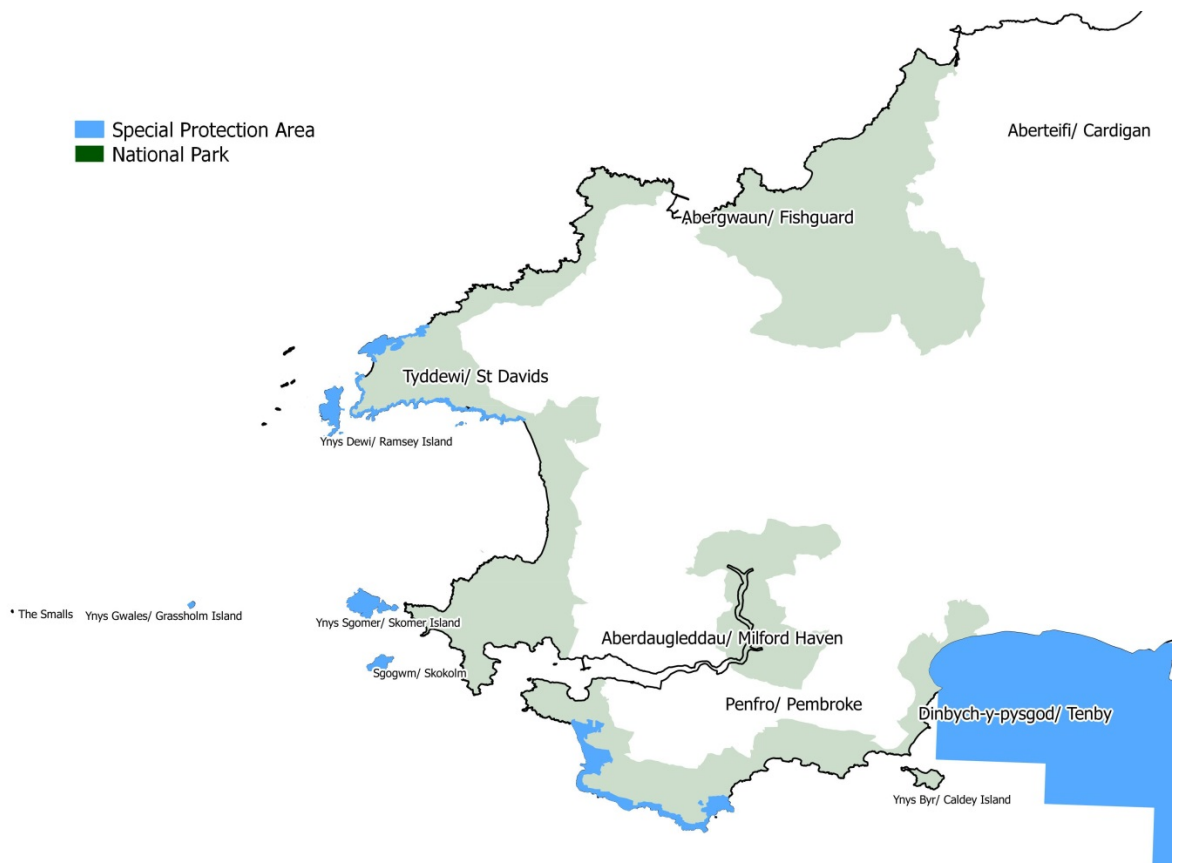 Special Protection Area
National Park
Aberteifi/ Cardigan
Abergwaun/ Fishguard
Tyddewi/ St Davids
Ynys Dewi/ Ramsey Island
The Smalls
Ynys Gwales/ Grassholm Island
Ynys Sgomer/ Skomer Island
Aberdaugleddau/ Milford Haven
Sgogwm/ Skokolm
Penfro/ Pembroke
Dinbych-y-pysgod/ Tenby
Ynys Byr/ Caldey Island